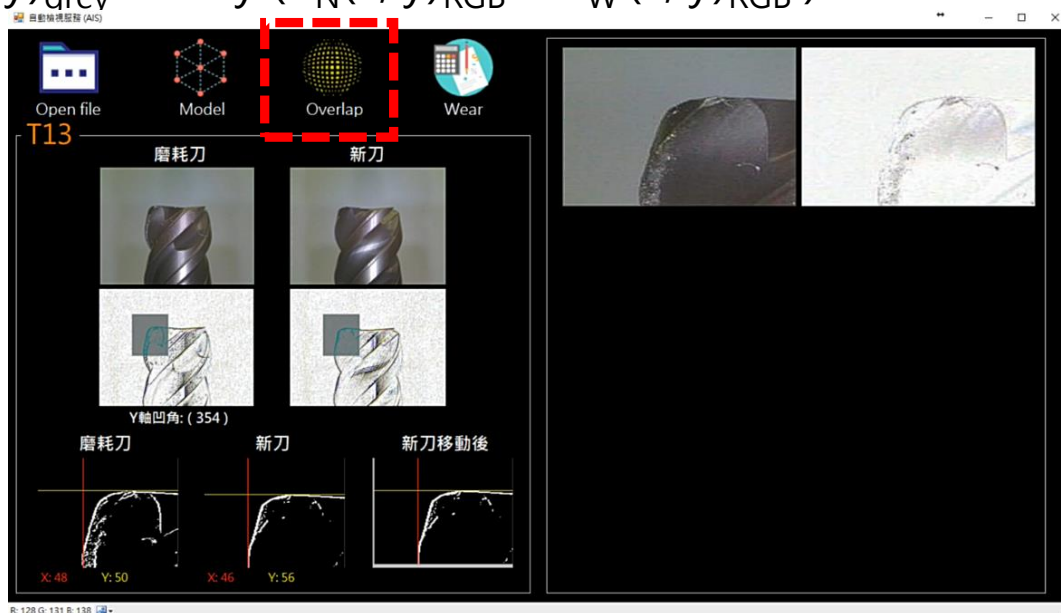 自動檢視服務 (AIS)
Open file Model Overlap Wear
T13
磨耗刀 新刀
Y軸凹角: ( 354 )
磨耗刀 新刀 新刀移動後
X: 48 Y: 50 X: 46 Y: 56
R: 128 G: 131 B: 138